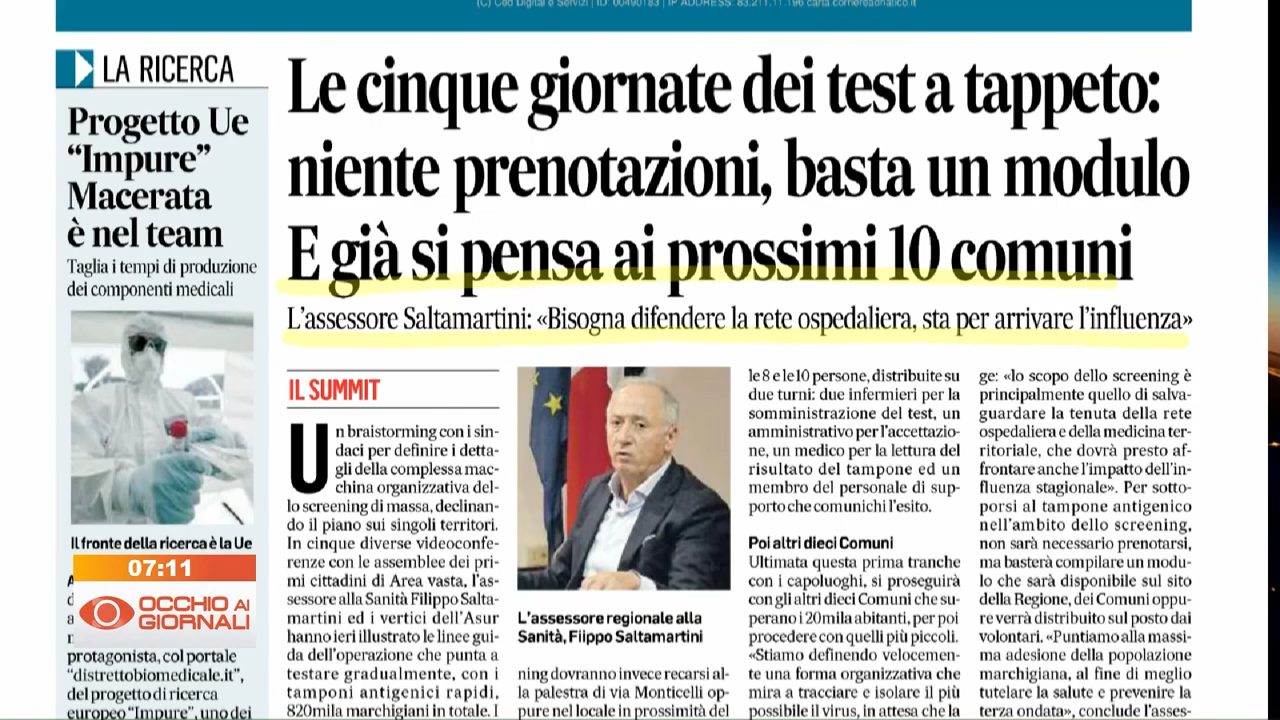 (C) Ced Digital e Servizi | ID: 00490183 | IP ADDRESS: 83.211.11.196 carta.corriereadriatico.it
LA RICERCA
Progetto Ue
“Impure”
Macerata
è nel team
Taglia i tempi di produzione
dei componenti medicali
Il fronte della ricerca è la Ue
07:11
OCCHIO AI
GIORNALI
protagonista, col portale
“distrettobiomedicale.it”,
del progetto di ricerca
europeo “Impure”, uno dei
Le cinque giornate dei test a tappeto:
niente prenotazioni, basta un modulo
E già si pensa ai prossimi 10 comuni
L’assessore Saltamartini: «Bisogna difendere la rete ospedaliera, sta per arrivare l’influenza»
IL SUMMIT
Un braistorming con i sin-
daci per definire i detta-
gli della complessa mac-
china organizzativa del-
lo screening di massa, declinan-
do il piano sui singoli territori.
In cinque diverse videoconfe-
renze con le assemblee dei pri-
mi cittadini di Area vasta, l’as-
sessore alla Sanità Filippo Salta-
martini ed i vertici dell’Asur
hanno ieri illustrato le linee gui-
da dell’operazione che punta a
testare gradualmente, con i
tamponi antigenici rapidi,
820mila marchigiani in totale. I
L’assessore regionale alla
Sanità, Fiippo Saltamartini
ning dovranno invece recarsi al-
la palestra di via Monticelli op-
pure nel locale in prossimità del
le 8 e le 10 persone, distribuite su
due turni: due infermieri per la
somministrazione del test, un
amministrativo per l’accettazio-
ne, un medico per la lettura del
risultato del tampone ed un
membro del personale di sup-
porto che comunichi l’esito.
Poi altri dieci Comuni
Ultimata questa prima tranche
con i capoluoghi, si proseguirà
con gli altri dieci Comuni che su-
perano i 20mila abitanti, per poi
procedere con quelli più piccoli.
«Stiamo definendo velocemen-
te una forma organizzativa che
mira a tracciare e isolare il più
possibile il virus, in attesa che la
ge: «lo scopo dello screening è
principalmente quello di salva-
guardare la tenuta della rete
ospedaliera e della medicina ter-
ritoriale, che dovrà presto af-
frontare anche l’impatto dell’in-
fluenza stagionale». Per sotto-
porsi al tampone antigenico
nell’ambito dello screening,
non sarà necessario prenotarsi,
ma basterà compilare un modu-
lo che sarà disponibile sul sito
della Regione, dei Comuni oppu-
re verrà distribuito sul posto dai
volontari. «Puntiamo alla massi-
ma adesione della popolazione
marchigiana, al fine di meglio
tutelare la salute e prevenire la
terza ondata», conclude l’asses-